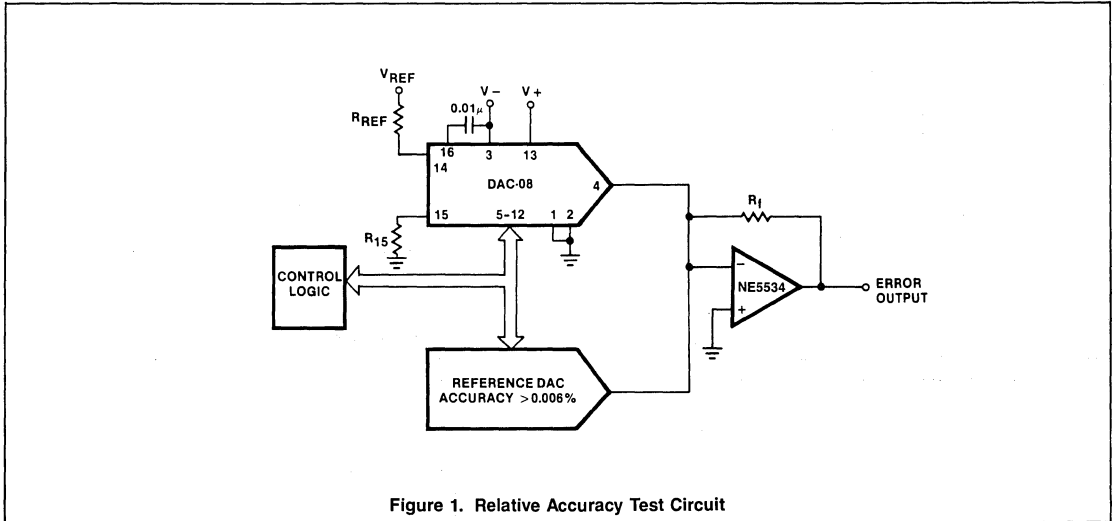 VREF
RREF
0.01μ
V−
V+
16
3
13
14
DAC-08
4
15
5-12
1
2
R15
Rf
CONTROL
LOGIC
−
NE5534
+
ERROR
OUTPUT
REFERENCE DAC
ACCURACY >0.006%
Figure 1. Relative Accuracy Test Circuit